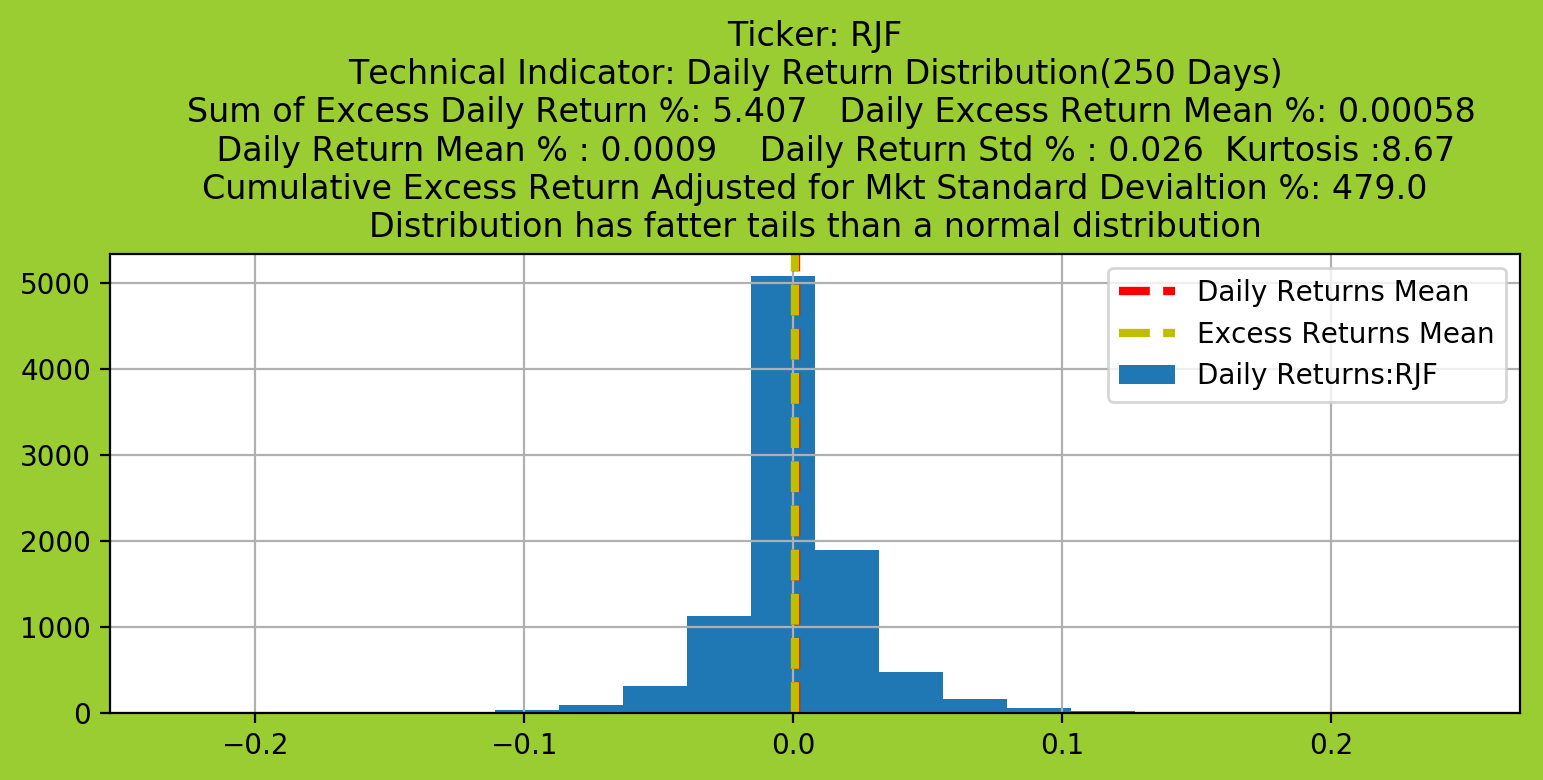 Ticker: RJF
Technical Indicator: Daily Return Distribution(250 Days)
Sum of Excess Daily Return %: 5.407   Daily Excess Return Mean %: 0.00058
Daily Return Mean % : 0.0009    Daily Return Std % : 0.026  Kurtosis :8.67
Cumulative Excess Return Adjusted for Mkt Standard Devialtion %: 479.0
Distribution has fatter tails than a normal distribution
5000
4000
3000
2000
1000
0
Daily Returns Mean
Excess Returns Mean
Daily Returns:RJF
−0.2
−0.1
0.0
0.1
0.2